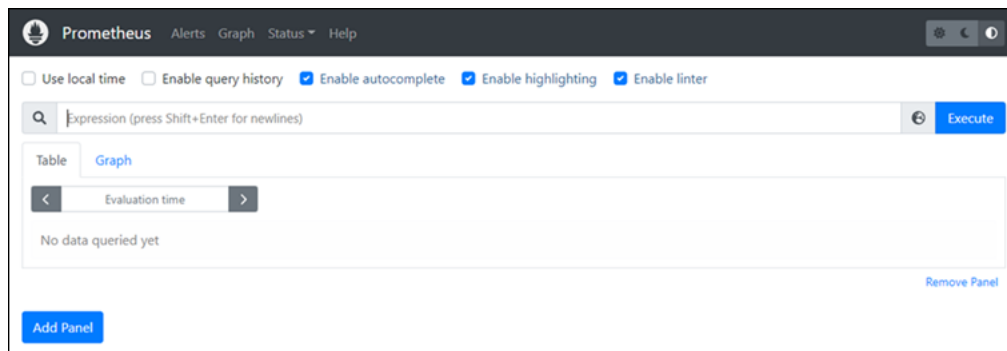 Prometheus Alerts Graph Status Help
Use local time Enable query history Enable autocomplete Enable highlighting Enable linter
Expression (press Shift+Enter for newlines) Execute
Table Graph
Evaluation time
No data queried yet
Remove Panel
Add Panel